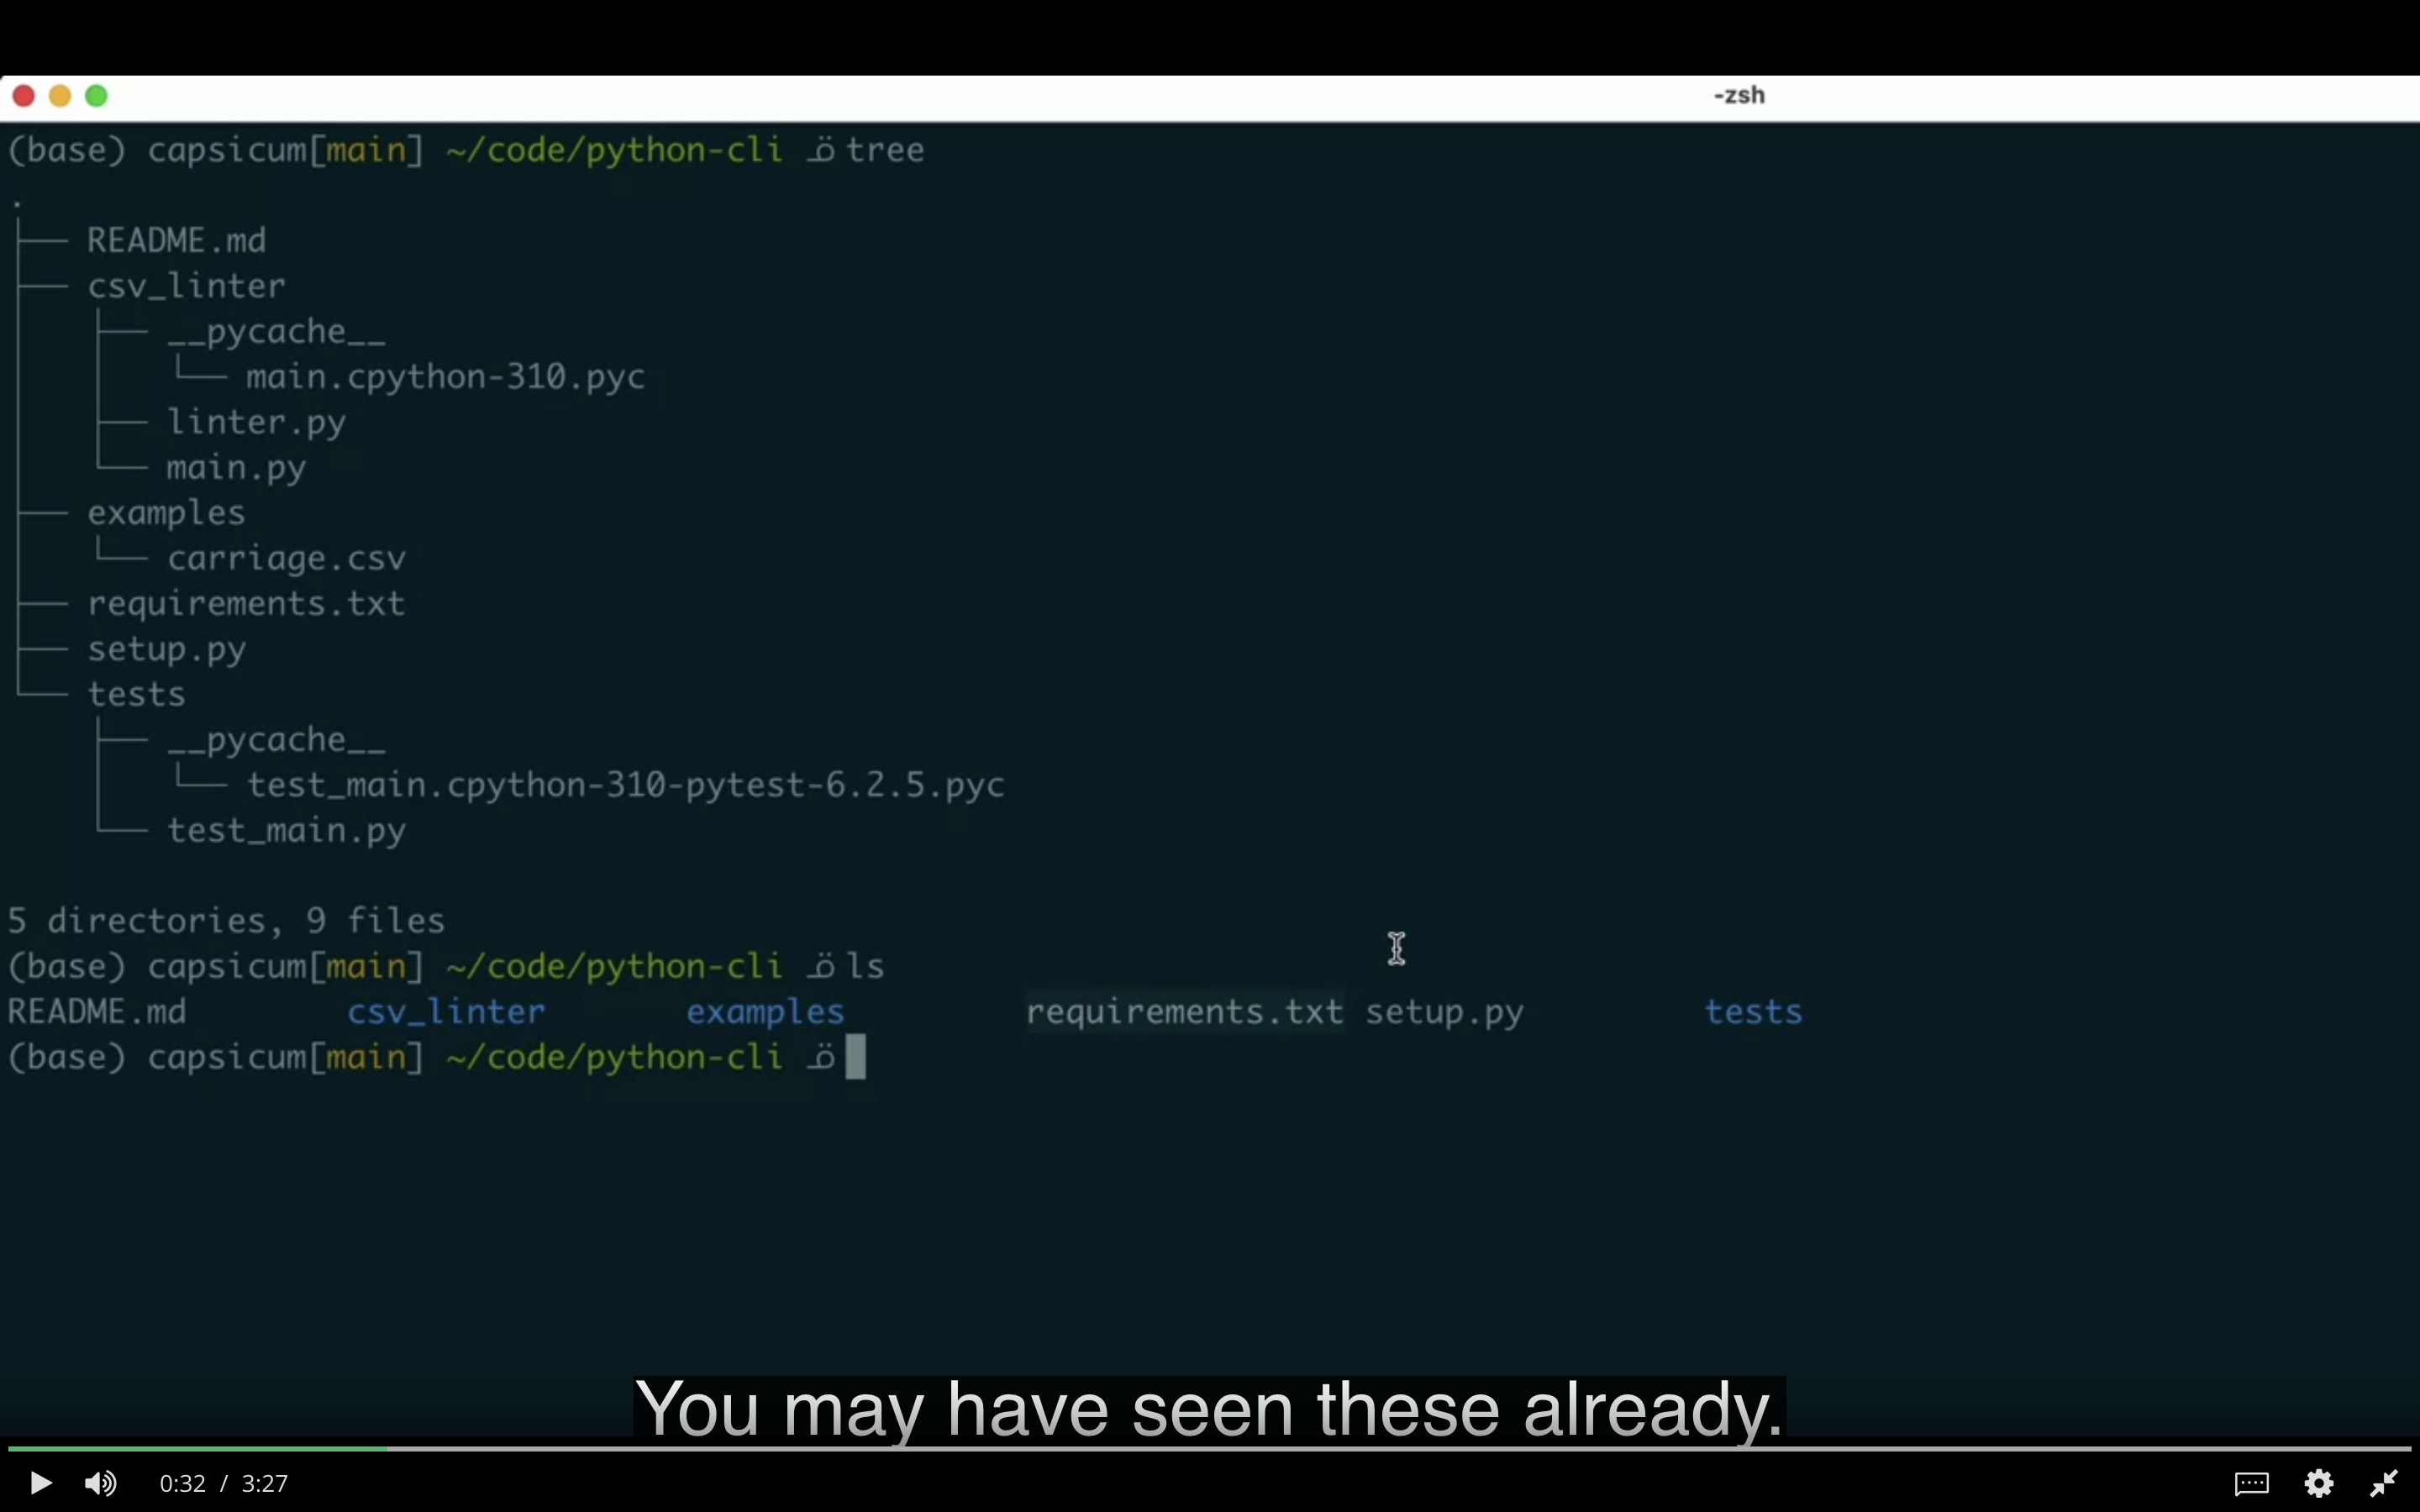 -zsh
(base) capsicum[main] ~/code/python-cli ⍨ tree
.
├── README.md
├── csv_linter
│   ├── __pycache__
│   │   └── main.cpython-310.pyc
│   ├── linter.py
│   └── main.py
├── examples
│   └── carriage.csv
├── requirements.txt
├── setup.py
└── tests
    ├── __pycache__
    │   └── test_main.cpython-310-pytest-6.2.5.pyc
    └── test_main.py
5 directories, 9 files
(base) capsicum[main] ~/code/python-cli ⍨ ls
README.md csv_linter examples requirements.txt setup.py tests
(base) capsicum[main] ~/code/python-cli ⍨
You may have seen these already.
0:32 / 3:27